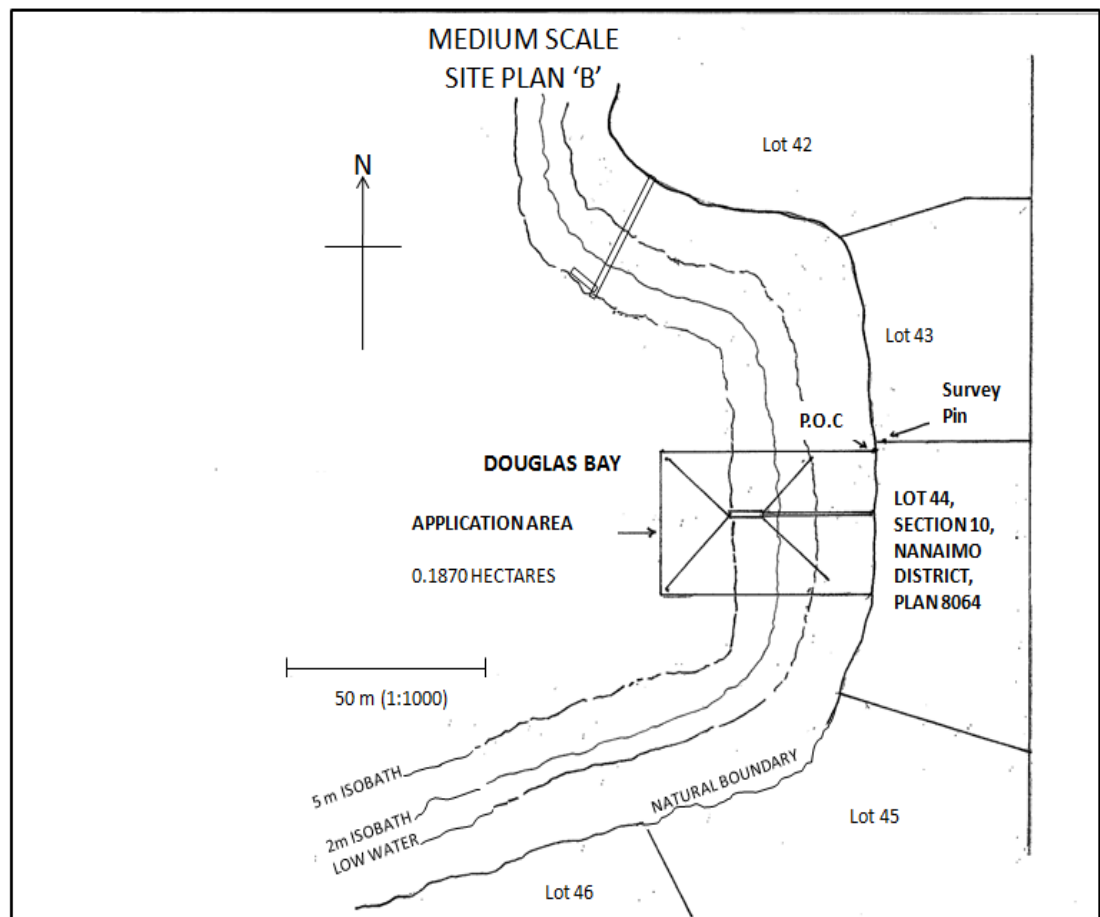 MEDIUM SCALE
SITE PLAN ‘B’
Lot 42
N
Lot 43
Survey
Pin
P.O.C
DOUGLAS BAY
APPLICATION AREA
0.1870 HECTARES
LOT 44,
SECTION 10,
NANAIMO
DISTRICT,
PLAN 8064
50 m (1:1000)
5 m ISOBATH
2m ISOBATH
LOW WATER
NATURAL BOUNDARY
Lot 45
Lot 46